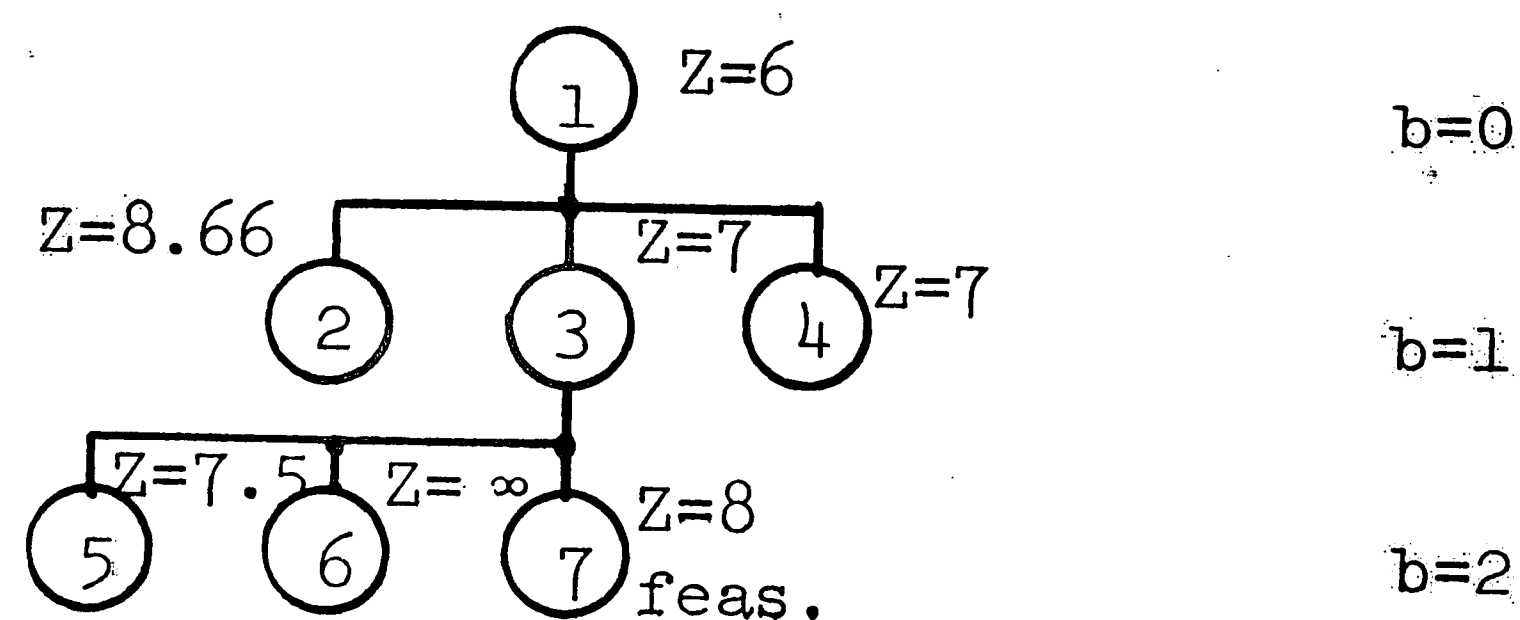 1 Z=6
b=0
Z=8.66 Z=7
2 3 4 Z=7
b=1
Z=7.5 Z= ∞ Z=8
5 6 7 feas.
b=2